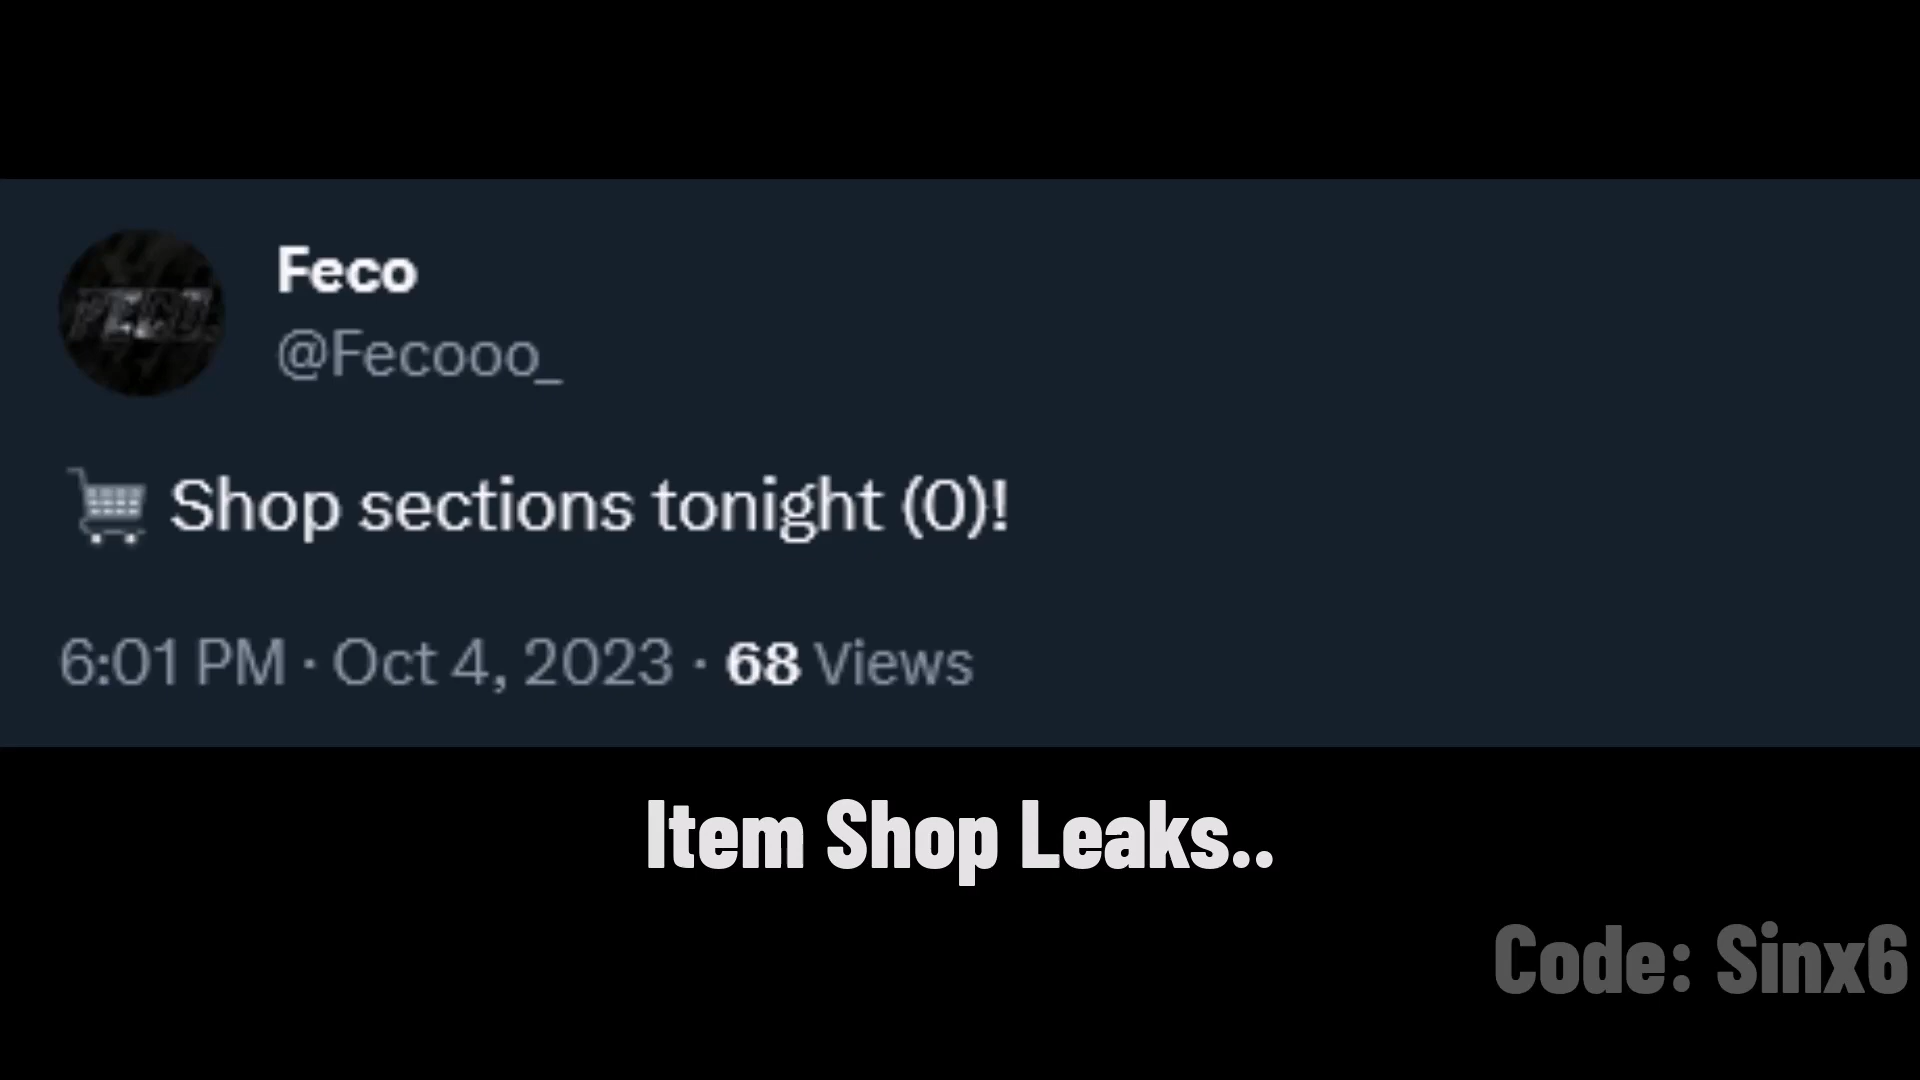 FECO
Feco
@Fecooo_
🛒 Shop sections tonight (0)!
6:01 PM · Oct 4, 2023 · 68 Views
Item Shop Leaks..
Code: Sinx6